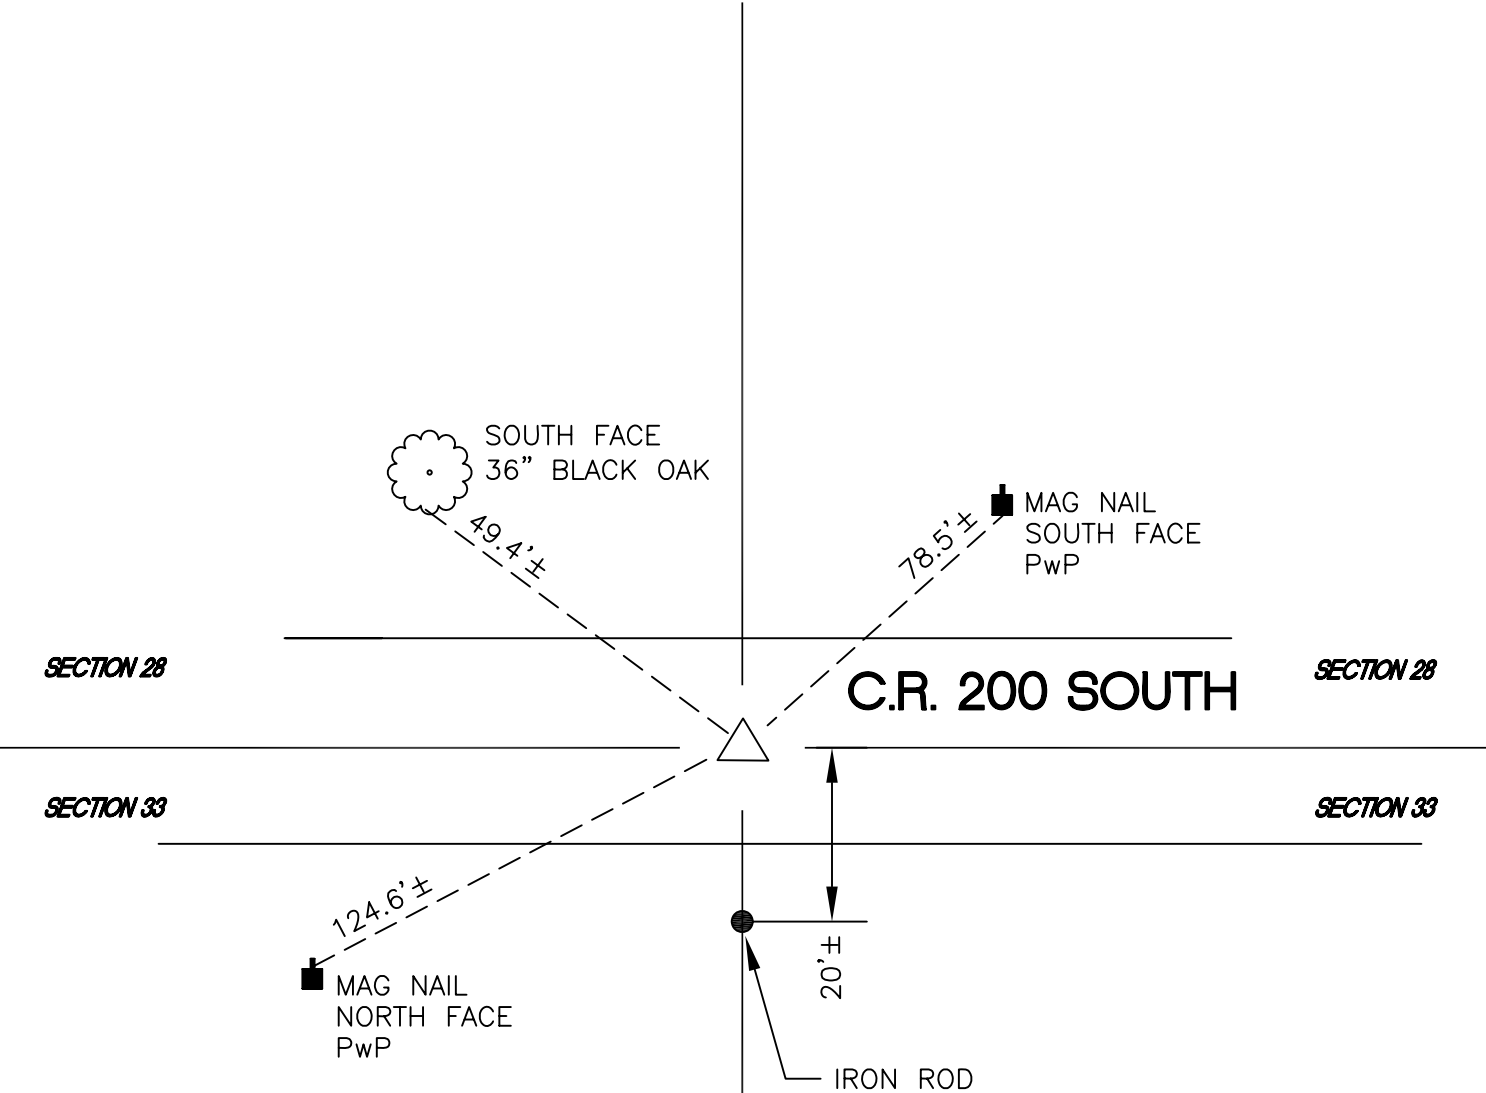 SOUTH FACE
36” BLACK OAK
49.4’±
MAG NAIL
SOUTH FACE
PwP
78.5’±
SECTION 28
C.R. 200 SOUTH
SECTION 28
SECTION 33
SECTION 33
124.6’±
20’±
MAG NAIL
NORTH FACE
PwP
IRON ROD